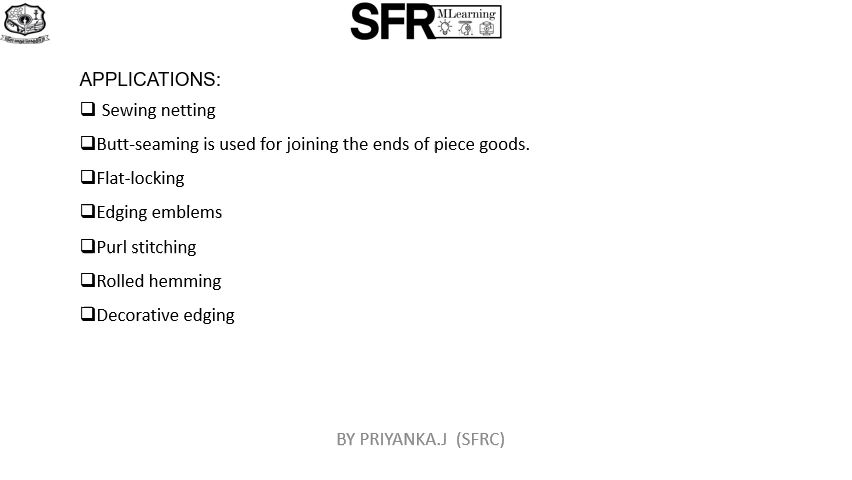 SFR MLearning
APPLICATIONS:
❑ Sewing netting
❑Butt-seaming is used for joining the ends of piece goods.
❑Flat-locking
❑Edging emblems
❑Purl stitching
❑Rolled hemming
❑Decorative edging
BY PRIYANKA.J (SFRC)